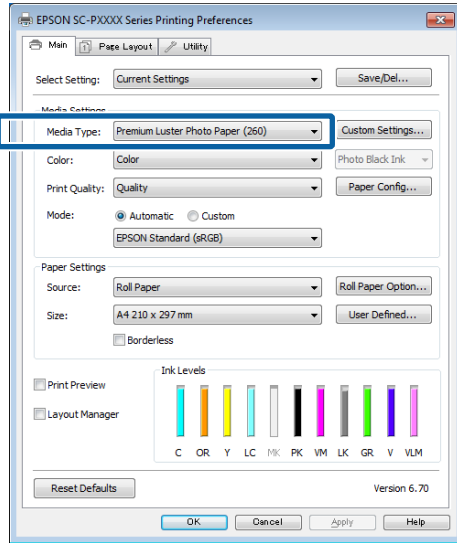 EPSON SC-PXXXX Series Printing Preferences
Main Page Layout Utility
Select Setting: Current Settings Save/Del...
Media Settings
Media Type: Premium Luster Photo Paper (260) Custom Settings...
Color: Color Photo Black Ink
Print Quality: Quality Paper Config...
Mode: Automatic Custom
EPSON Standard (sRGB)
Paper Settings
Source: Roll Paper Roll Paper Option...
Size: A4 210 x 297 mm User Defined...
Borderless
Ink Levels
Print Preview
Layout Manager
C OR Y LC MK PK VM LK GR V VLM
Reset Defaults Version 6.70
OK Cancel Apply Help